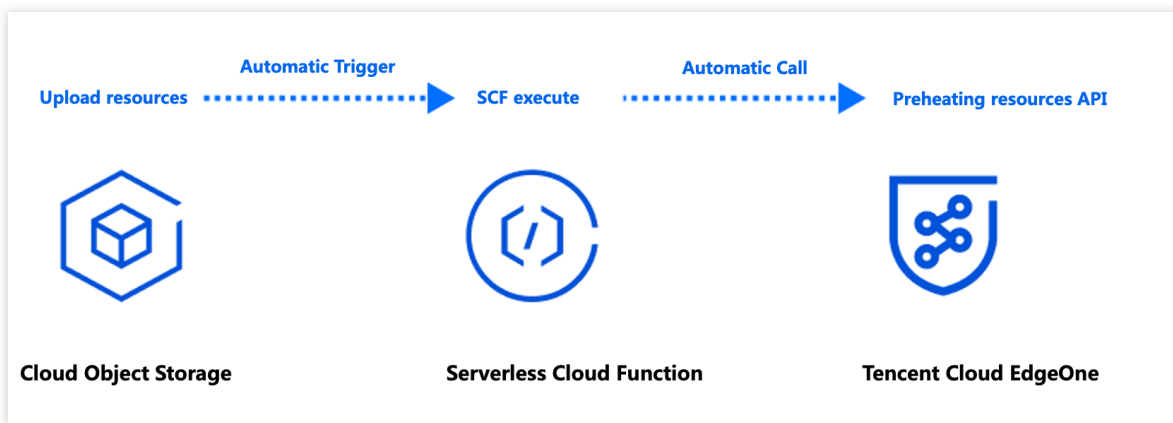 Automatic Trigger
Automatic Call
Upload resources
SCF execute
Preheating resources API
Cloud Object Storage
Serverless Cloud Function
Tencent Cloud EdgeOne